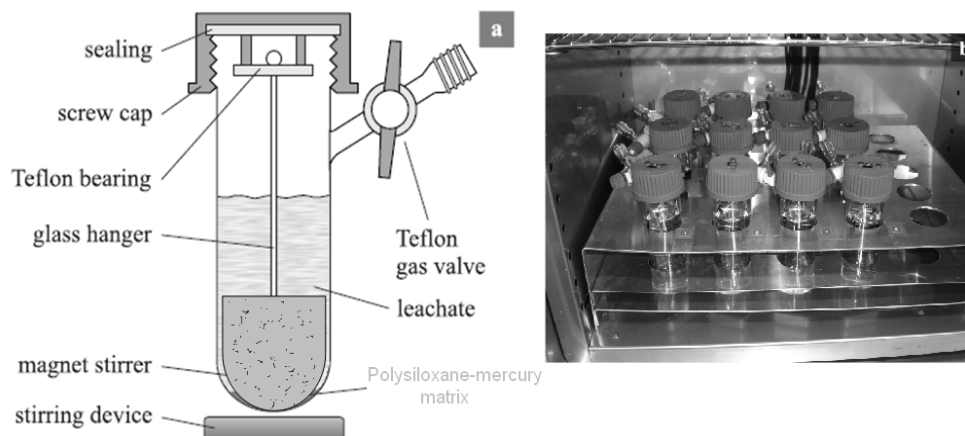 a
sealing
screw cap
Teflon bearing
glass hanger
Teflon
gas valve
leachate
magnet stirrer
Polysiloxane-mercury
matrix
stirring device
b